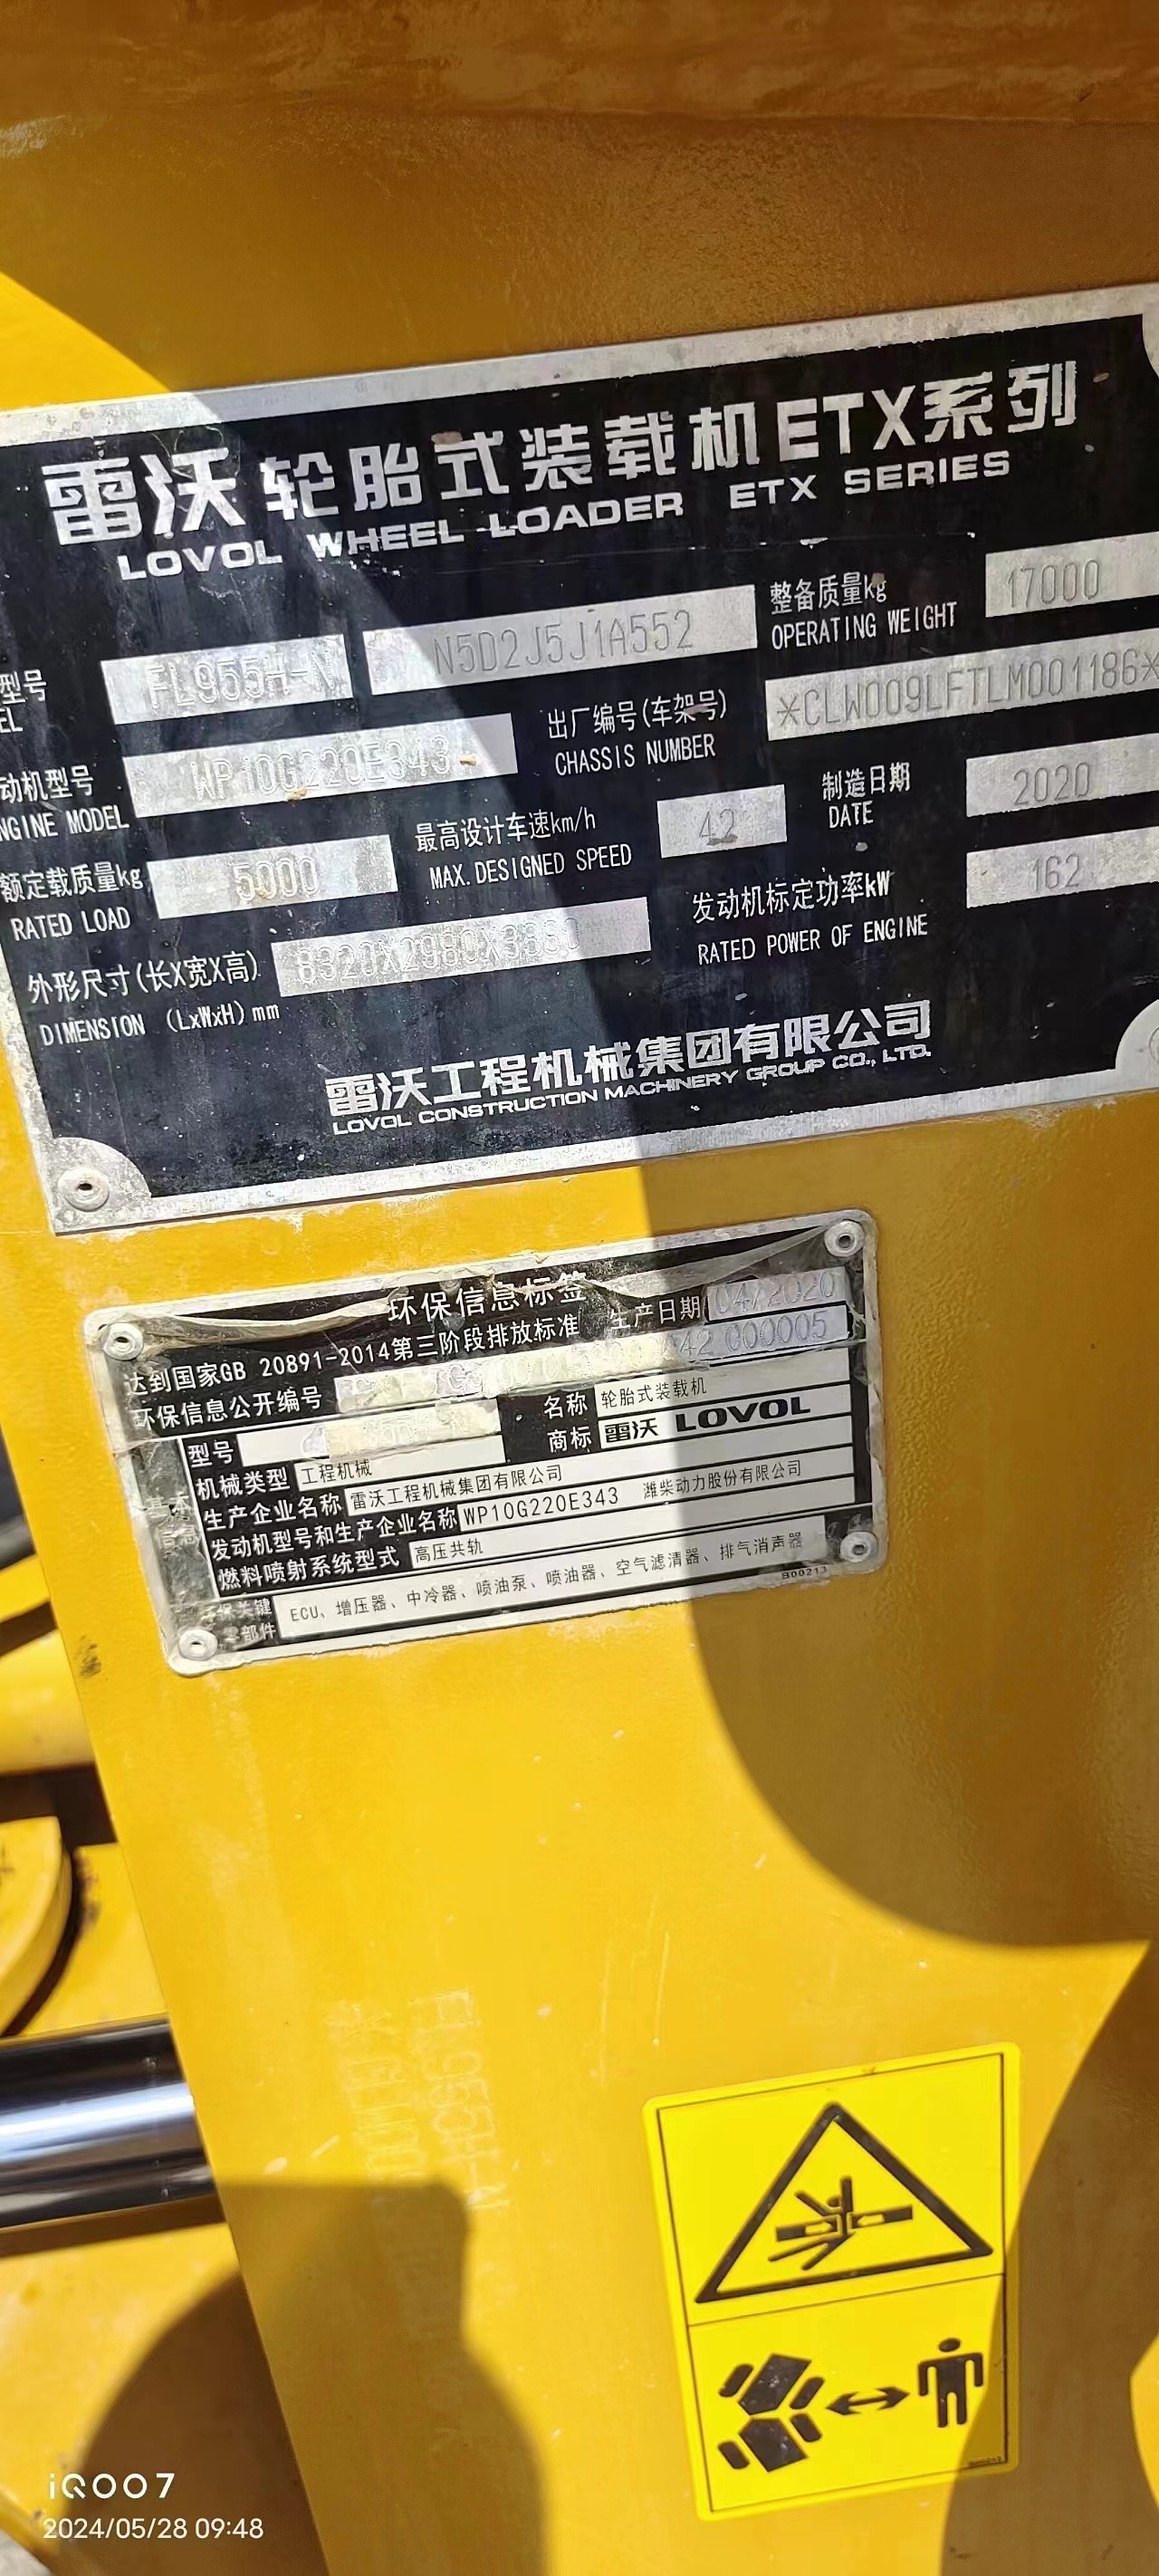 雷沃轮胎式装载机ETX系列
LOVOL WHEEL LOADER ETX SERIES
型号 FL955H-N N5D2J5J1A552 整备质量kg 17000
EL OPERATING WEIGHT
动机型号 WP10G220E343 出厂编号(车架号) *CLW009LFTLM001186*
NGINE MODEL CHASSIS NUMBER
额定载质量kg 5000 最高设计车速km/h 42 制造日期 2020
RATED LOAD MAX.DESIGNED SPEED DATE
外形尺寸(长X宽X高) 发动机标定功率kW 162
DIMENSION (LxWxH)mm RATED POWER OF ENGINE
雷沃工程机械集团有限公司
LOVOL CONSTRUCTION MACHINERY GROUP CO., LTD.
环保信息标签
达到国家GB 20891-2014第三阶段排放标准 生产日期 04/2020
环保信息公开编号 42 000005
型号 名称 轮胎式装载机
商标 雷沃 LOVOL
机械类型 工程机械
生产企业名称 雷沃工程机械集团有限公司
发动机型号和生产企业名称 WP10G220E343 潍柴动力股份有限公司
燃料喷射系统型式 高压共轨
关键
零部件 ECU、增压器、中冷器、喷油泵、喷油器、空气滤清器、排气消声器
B00213
iQOO 7
2024/05/28 09:48